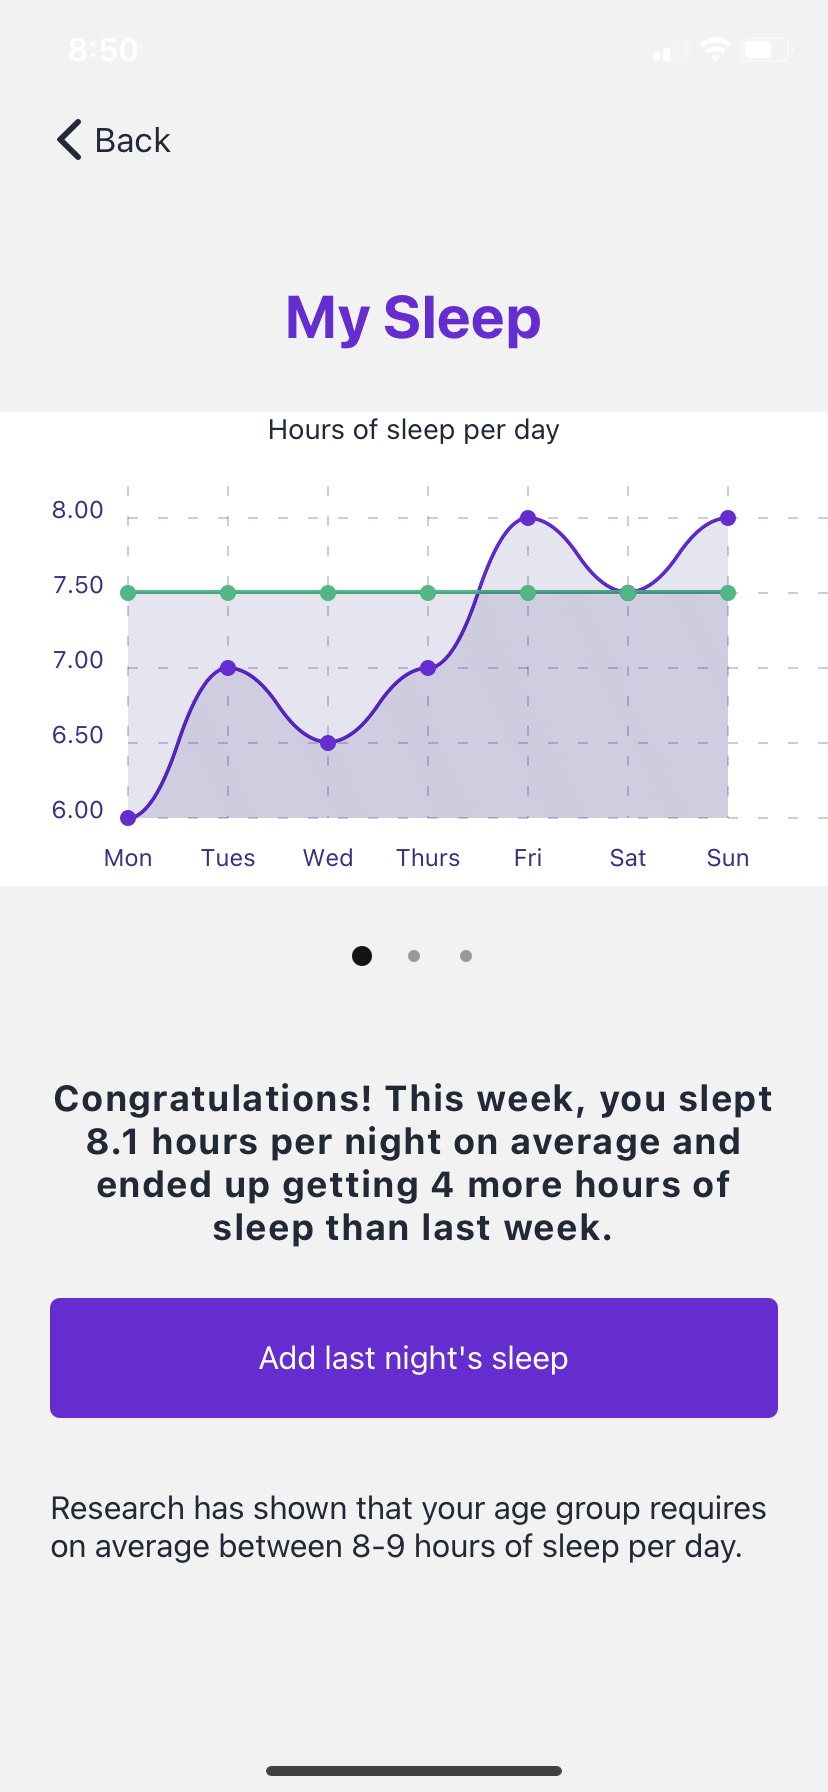 8:50
Back
My Sleep
Hours of sleep per day
8.00
7.50
7.00
6.50
6.00
Mon Tues Wed Thurs Fri Sat Sun
Congratulations! This week, you slept
8.1 hours per night on average and
ended up getting 4 more hours of
sleep than last week.
Add last night's sleep
Research has shown that your age group requires
on average between 8-9 hours of sleep per day.